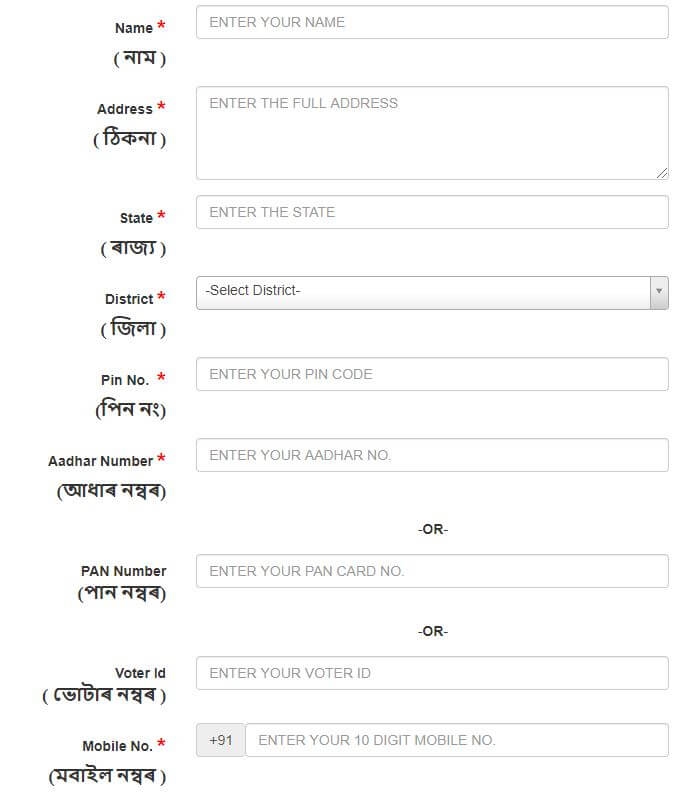 Name * ENTER YOUR NAME
( নাম )
Address * ENTER THE FULL ADDRESS
( ঠিকনা )
State * ENTER THE STATE
( ৰাজ্য )
District * -Select District-
( জিলা )
Pin No. * ENTER YOUR PIN CODE
(পিন নং)
Aadhar Number * ENTER YOUR AADHAR NO.
(আধাৰ নম্বৰ)
-OR-
PAN Number ENTER YOUR PAN CARD NO.
(পান নম্বৰ)
-OR-
Voter Id ENTER YOUR VOTER ID
( ভোটাৰ নম্বৰ )
Mobile No. * +91 ENTER YOUR 10 DIGIT MOBILE NO.
(মবাইল নম্বৰ )